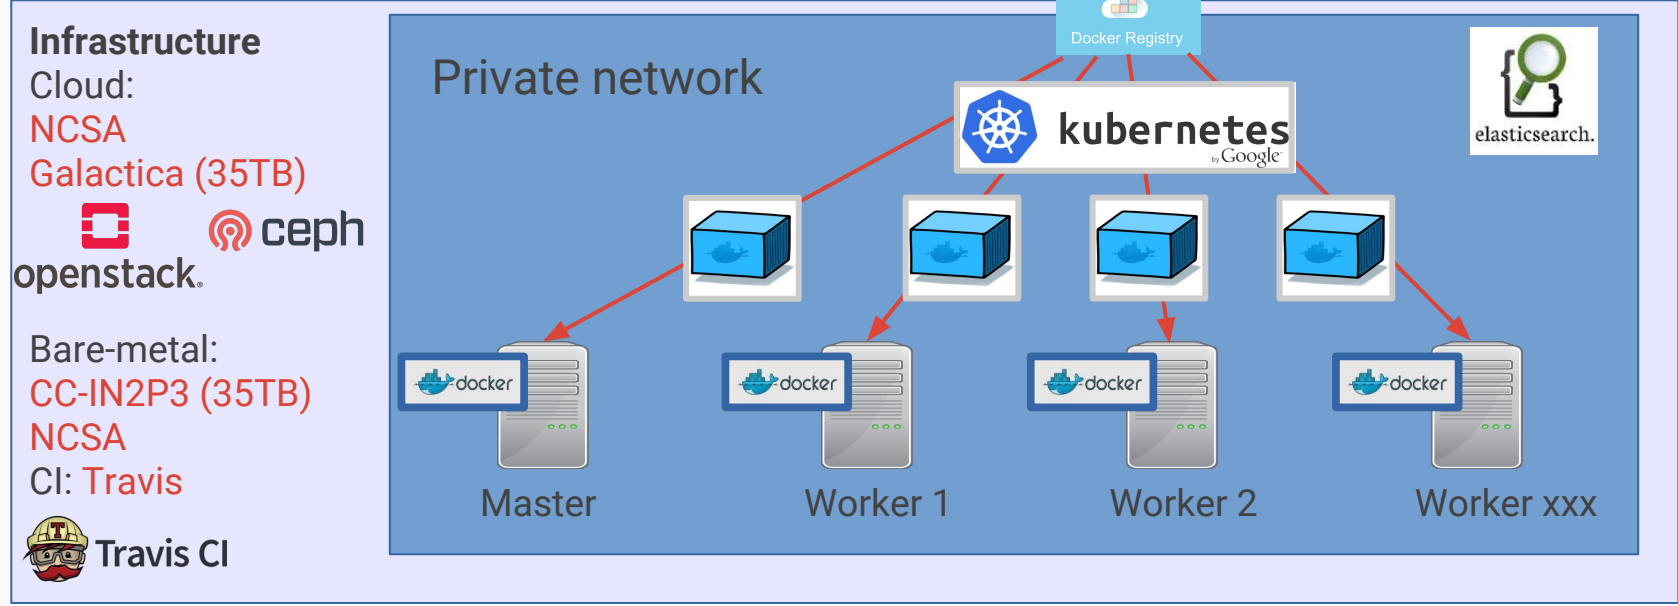 Infrastructure
Cloud:
NCSA
Galactica (35TB)
openstack.
ceph
Bare-metal:
CC-IN2P3 (35TB)
NCSA
CI: Travis
T
Travis CI
Private network
Docker Registry
kubernetes
by Google
elasticsearch.
docker
docker
docker
docker
Master
Worker 1
Worker 2
Worker xxx